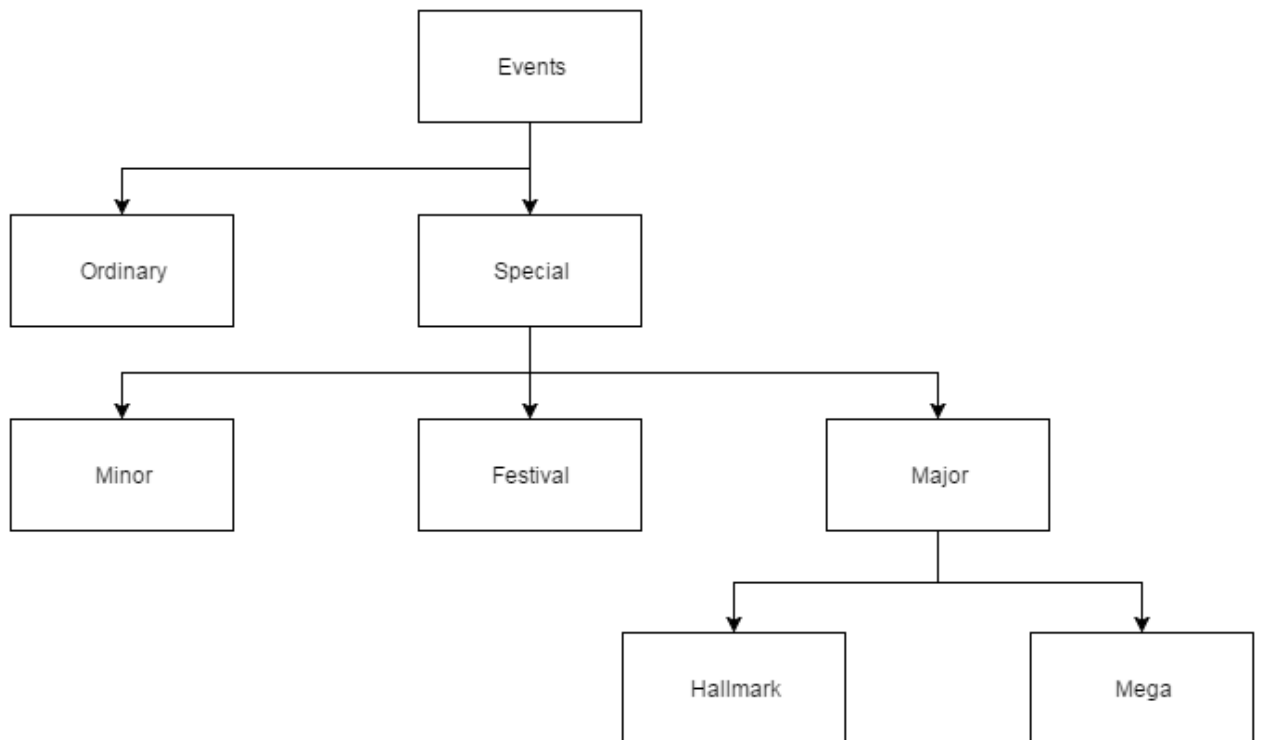 Events
Ordinary
Special
Minor
Festival
Major
Hallmark
Mega